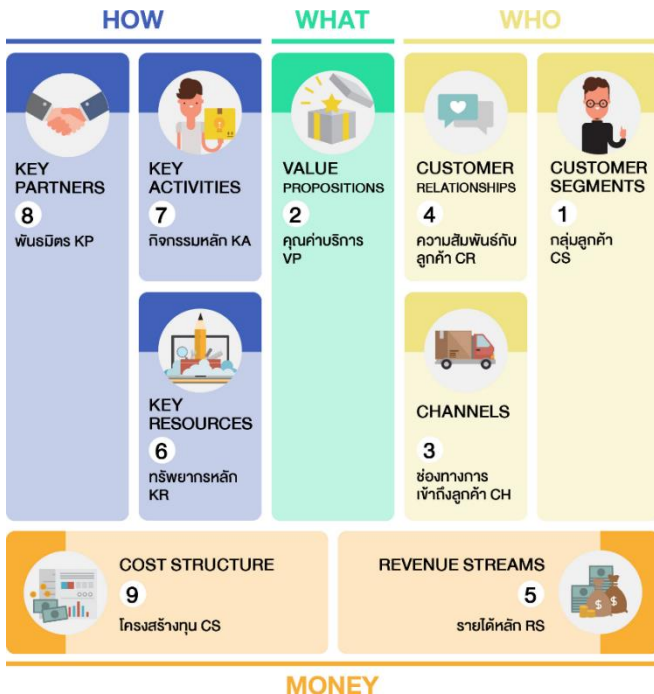 HOW
WHAT
WHO
KEY
PARTNERS
8
พันธมิตร KP
KEY
ACTIVITIES
7
กิจกรรมหลัก KA
KEY
RESOURCES
6
ทรัพยากรหลัก
KR
VALUE
PROPOSITIONS
2
คุณค่าบริการ
VP
CUSTOMER
RELATIONSHIPS
4
ความสัมพันธ์กับ
ลูกค้า CR
CHANNELS
3
ช่องทางการ
เข้าถึงลูกค้า CH
CUSTOMER
SEGMENTS
1
กลุ่มลูกค้า
CS
COST STRUCTURE
9
โครงสร้างทุน CS
REVENUE STREAMS
5
รายได้หลัก RS
MONEY